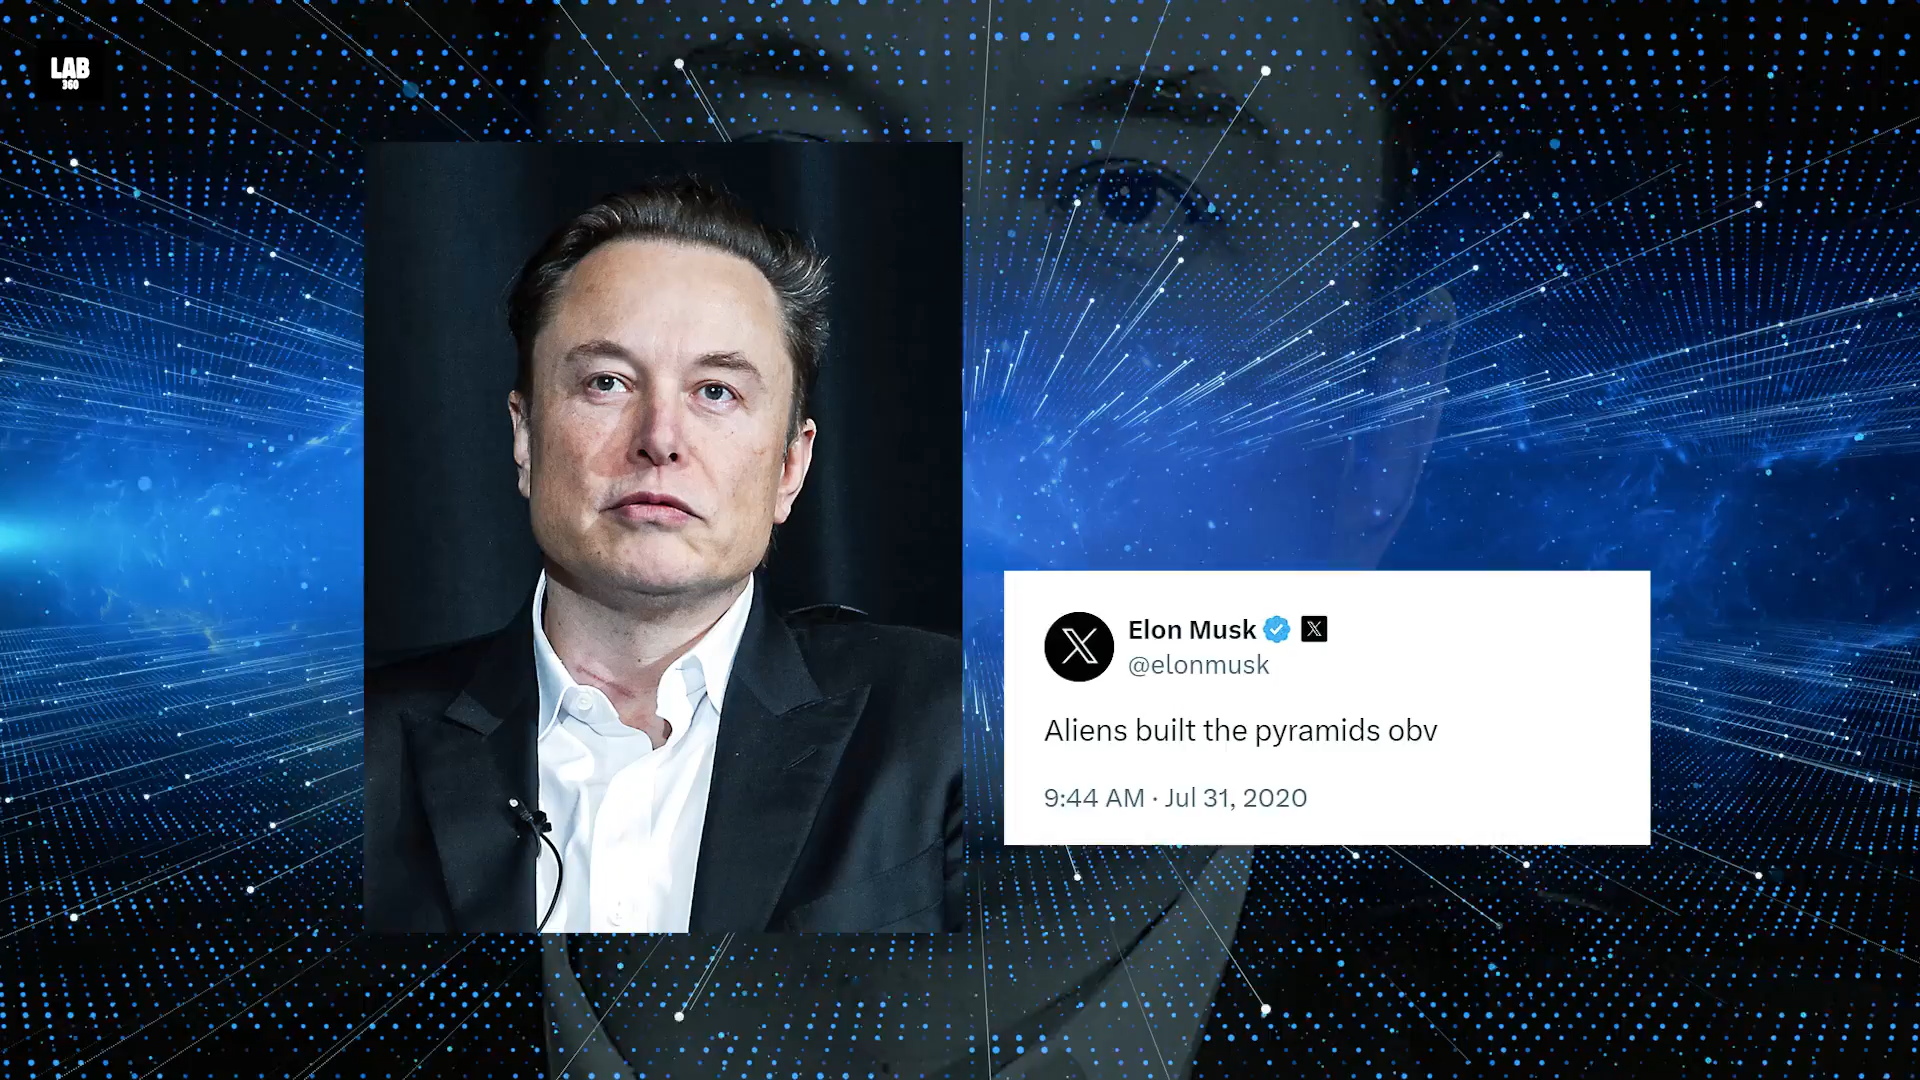 LAB
360
Elon Musk
@elonmusk
Aliens built the pyramids obv
9:44 AM · Jul 31, 2020